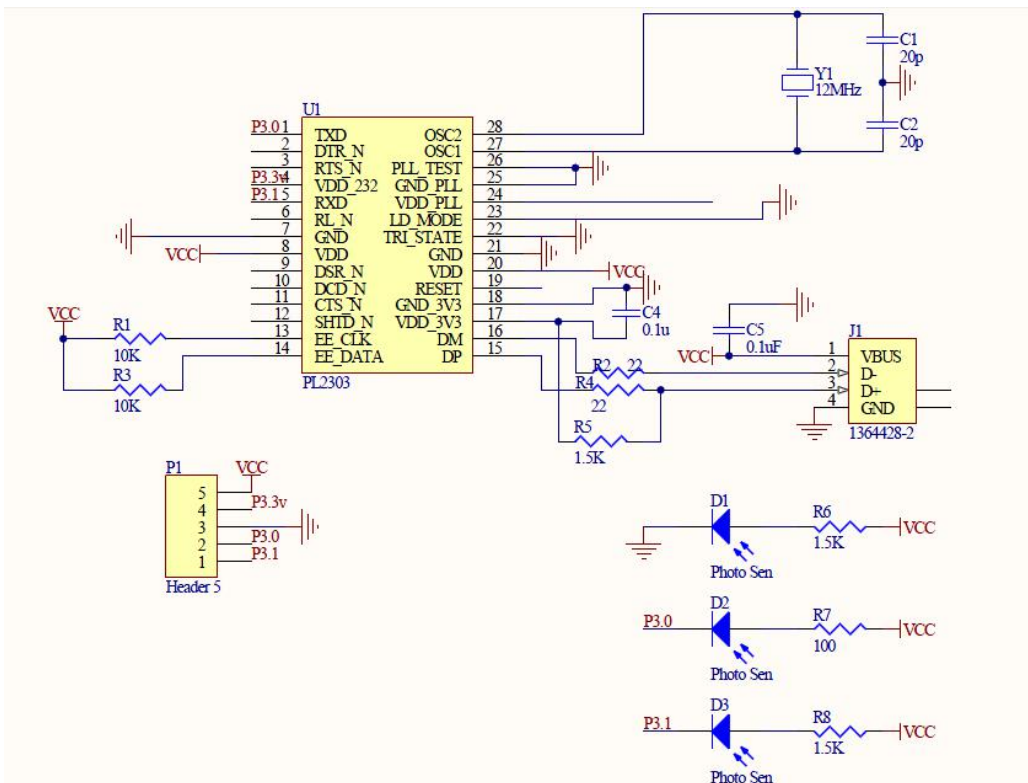 C1
20p
Y1
12MHz
C2
20p
U1
P3.0 1 TXD OSC2 28
2 DTR_N OSC1 27
3 RTS_N PLL_TEST 26
P3.3v 4 VDD_232 GND_PLL 25
P3.1 5 RXD VDD_PLL 24
6 RL_N LD_MODE 23
7 GND TRI_STATE 22
VCC 8 VDD GND 21
9 DSR_N VDD 20 VCC
10 DCD_N RESET 19
11 CTS_N GND_3V3 18
12 SHTD_N VDD_3V3 17
13 EE_CLK DM 16
14 EE_DATA DP 15
PL2303
VCC
R1
10K
R3
10K
C4
0.1u
C5
0.1uF
VCC
J1
1 VBUS
2 D-
3 D+
4 GND
1364428-2
R2 22
R4
22
R5
1.5K
P1
VCC
5
4 P3.3v
3
2 P3.0
1 P3.1
Header 5
D1
R6
VCC
1.5K
Photo Sen
D2
R7
P3.0
VCC
100
Photo Sen
D3
R8
P3.1
VCC
1.5K
Photo Sen